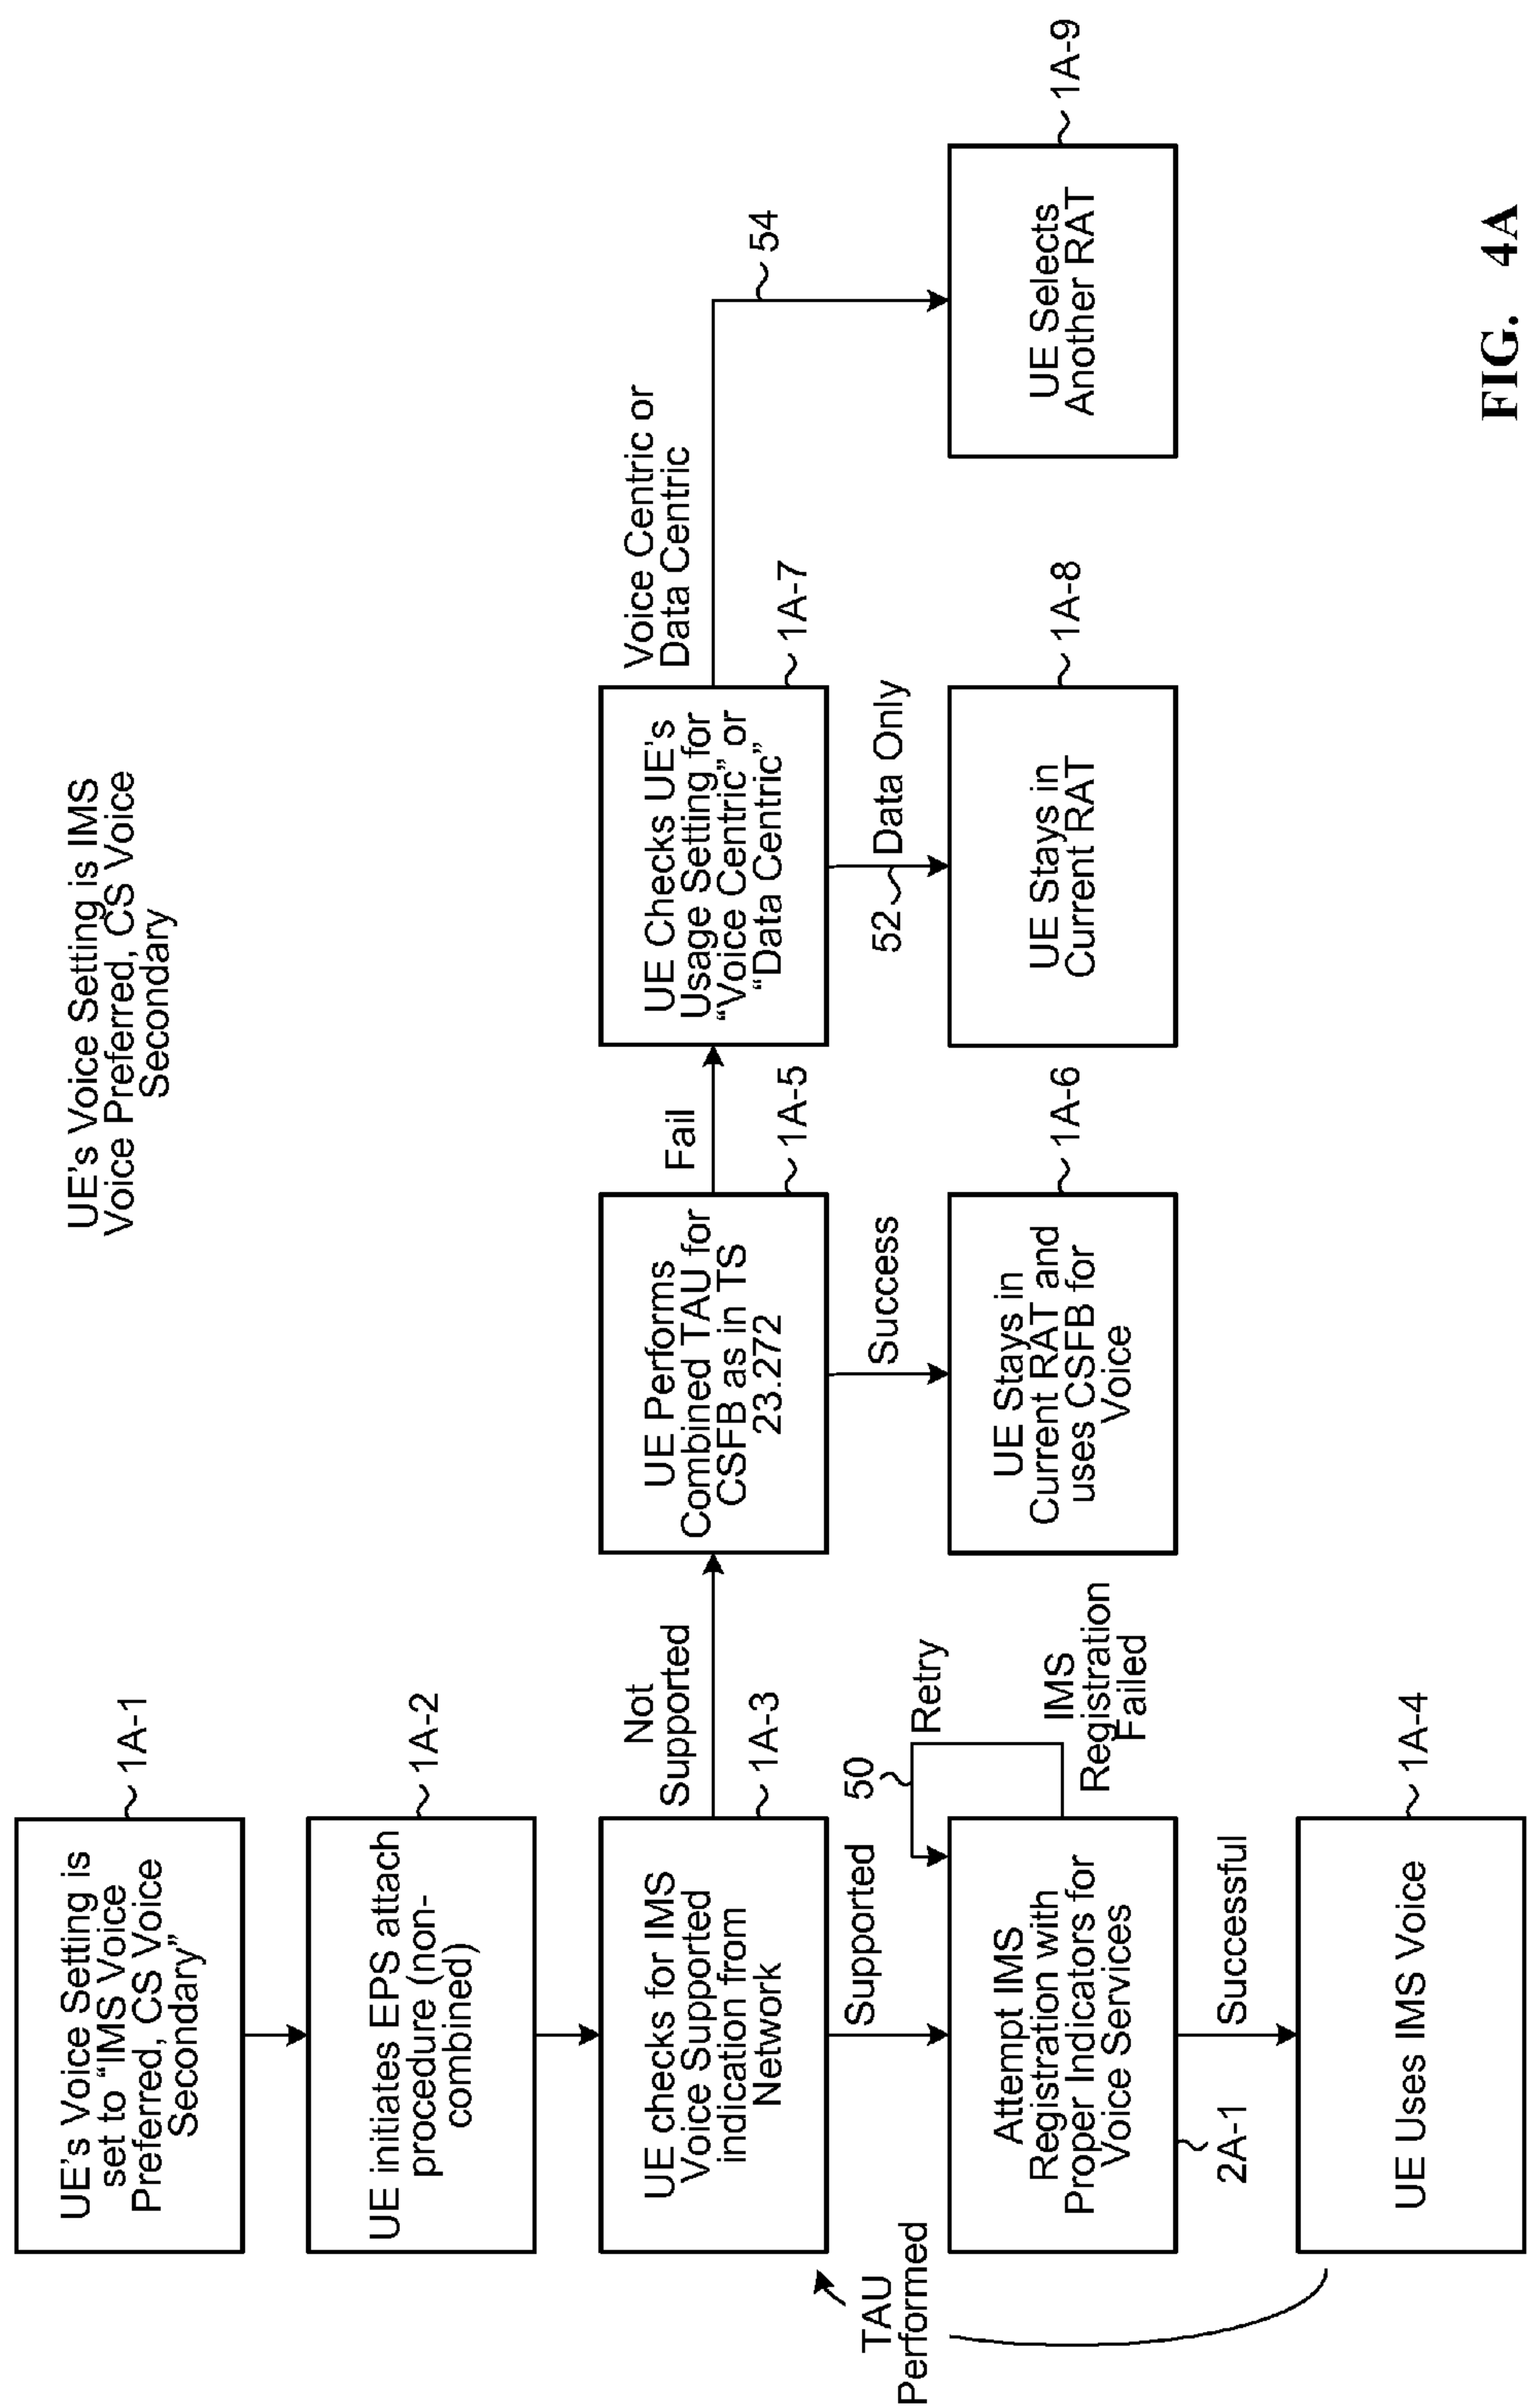 UE's Voice Setting is IMS
Voice Preferred, CS Voice
Secondary
UE's Voice Setting is
set to “IMS Voice
Preferred, CS Voice
Secondary”
1A-1
UE initiates EPS attach
procedure (non-
combined)
1A-2
UE checks for IMS
Voice Supported
indication from
Network
1A-3
Not
Supported
UE Performs
Combined TAU for
CSFB as in TS
23.272
1A-5
Fail
UE Checks UE's
Usage Setting for
“Voice Centric” or
“Data Centric”
1A-7
Voice Centric or
Data Centric
54
TAU
Performed
Supported
50
Retry
Success
52
Data Only
Attempt IMS
Registration with
Proper Indicators for
Voice Services
2A-1
IMS
Registration
Failed
UE Stays in
Current RAT and
uses CSFB for
Voice
1A-6
UE Stays in
Current RAT
1A-8
UE Selects
Another RAT
1A-9
Successful
UE Uses IMS Voice
1A-4
FIG. 4A